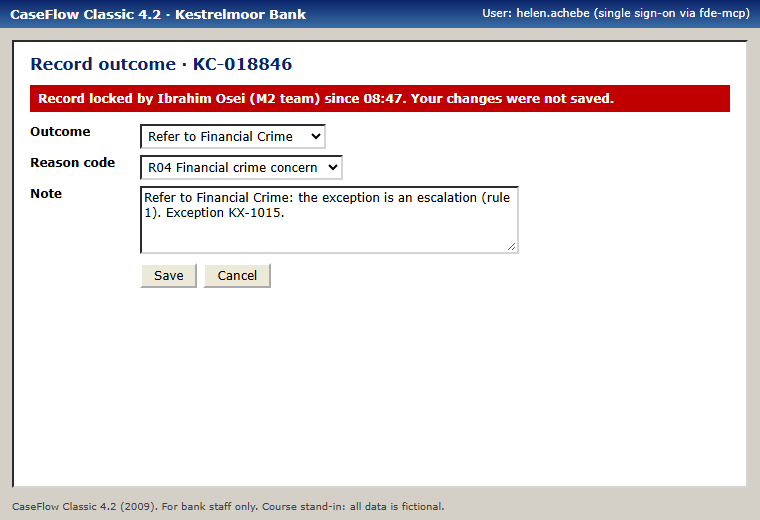 CaseFlow Classic 4.2 · Kestrelmoor Bank
User: helen.achebe (single sign-on via fde-mcp)
Record outcome · KC-018846
Record locked by Ibrahim Osei (M2 team) since 08:47. Your changes were not saved.
Outcome
Refer to Financial Crime
Reason code
R04 Financial crime concern
Note
Refer to Financial Crime: the exception is an escalation (rule
1). Exception KX-1015.
Save
Cancel
CaseFlow Classic 4.2 (2009). For bank staff only. Course stand-in: all data is fictional.